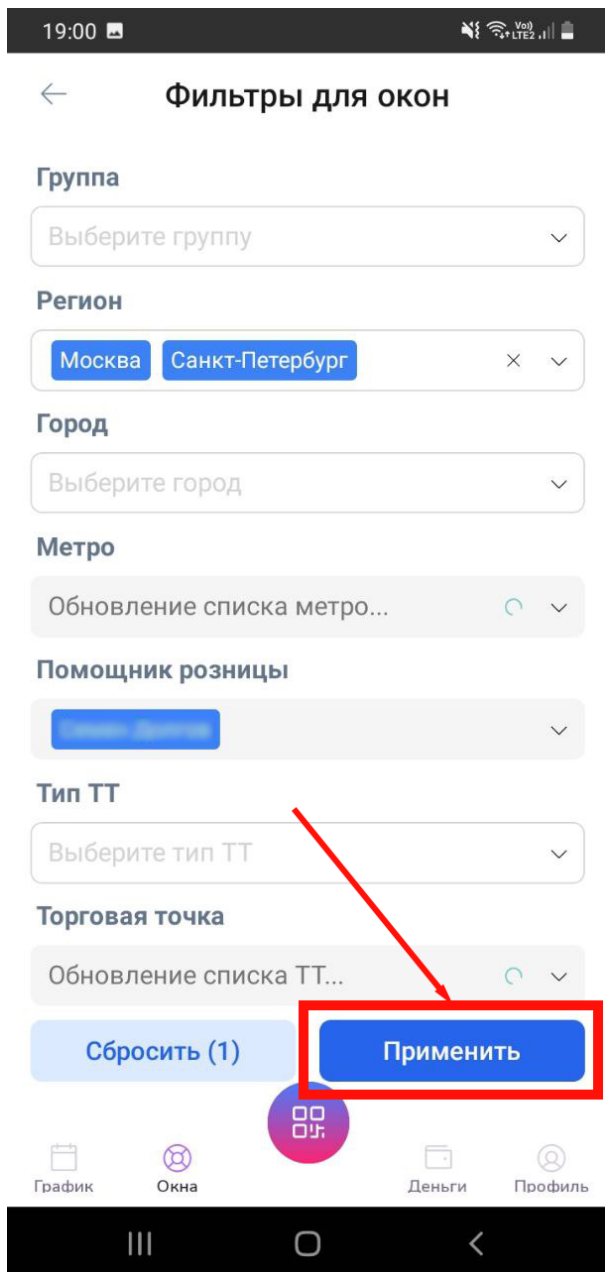 19:00 Vo)) LTE2
Фильтры для окон
Группа
Выберите группу
Регион
Москва Санкт-Петербург
Город
Выберите город
Метро
Обновление списка метро...
Помощник розницы
Тип ТТ
Выберите тип ТТ
Торговая точка
Обновление списка ТТ...
Сбросить (1) Применить
График Окна Деньги Профиль